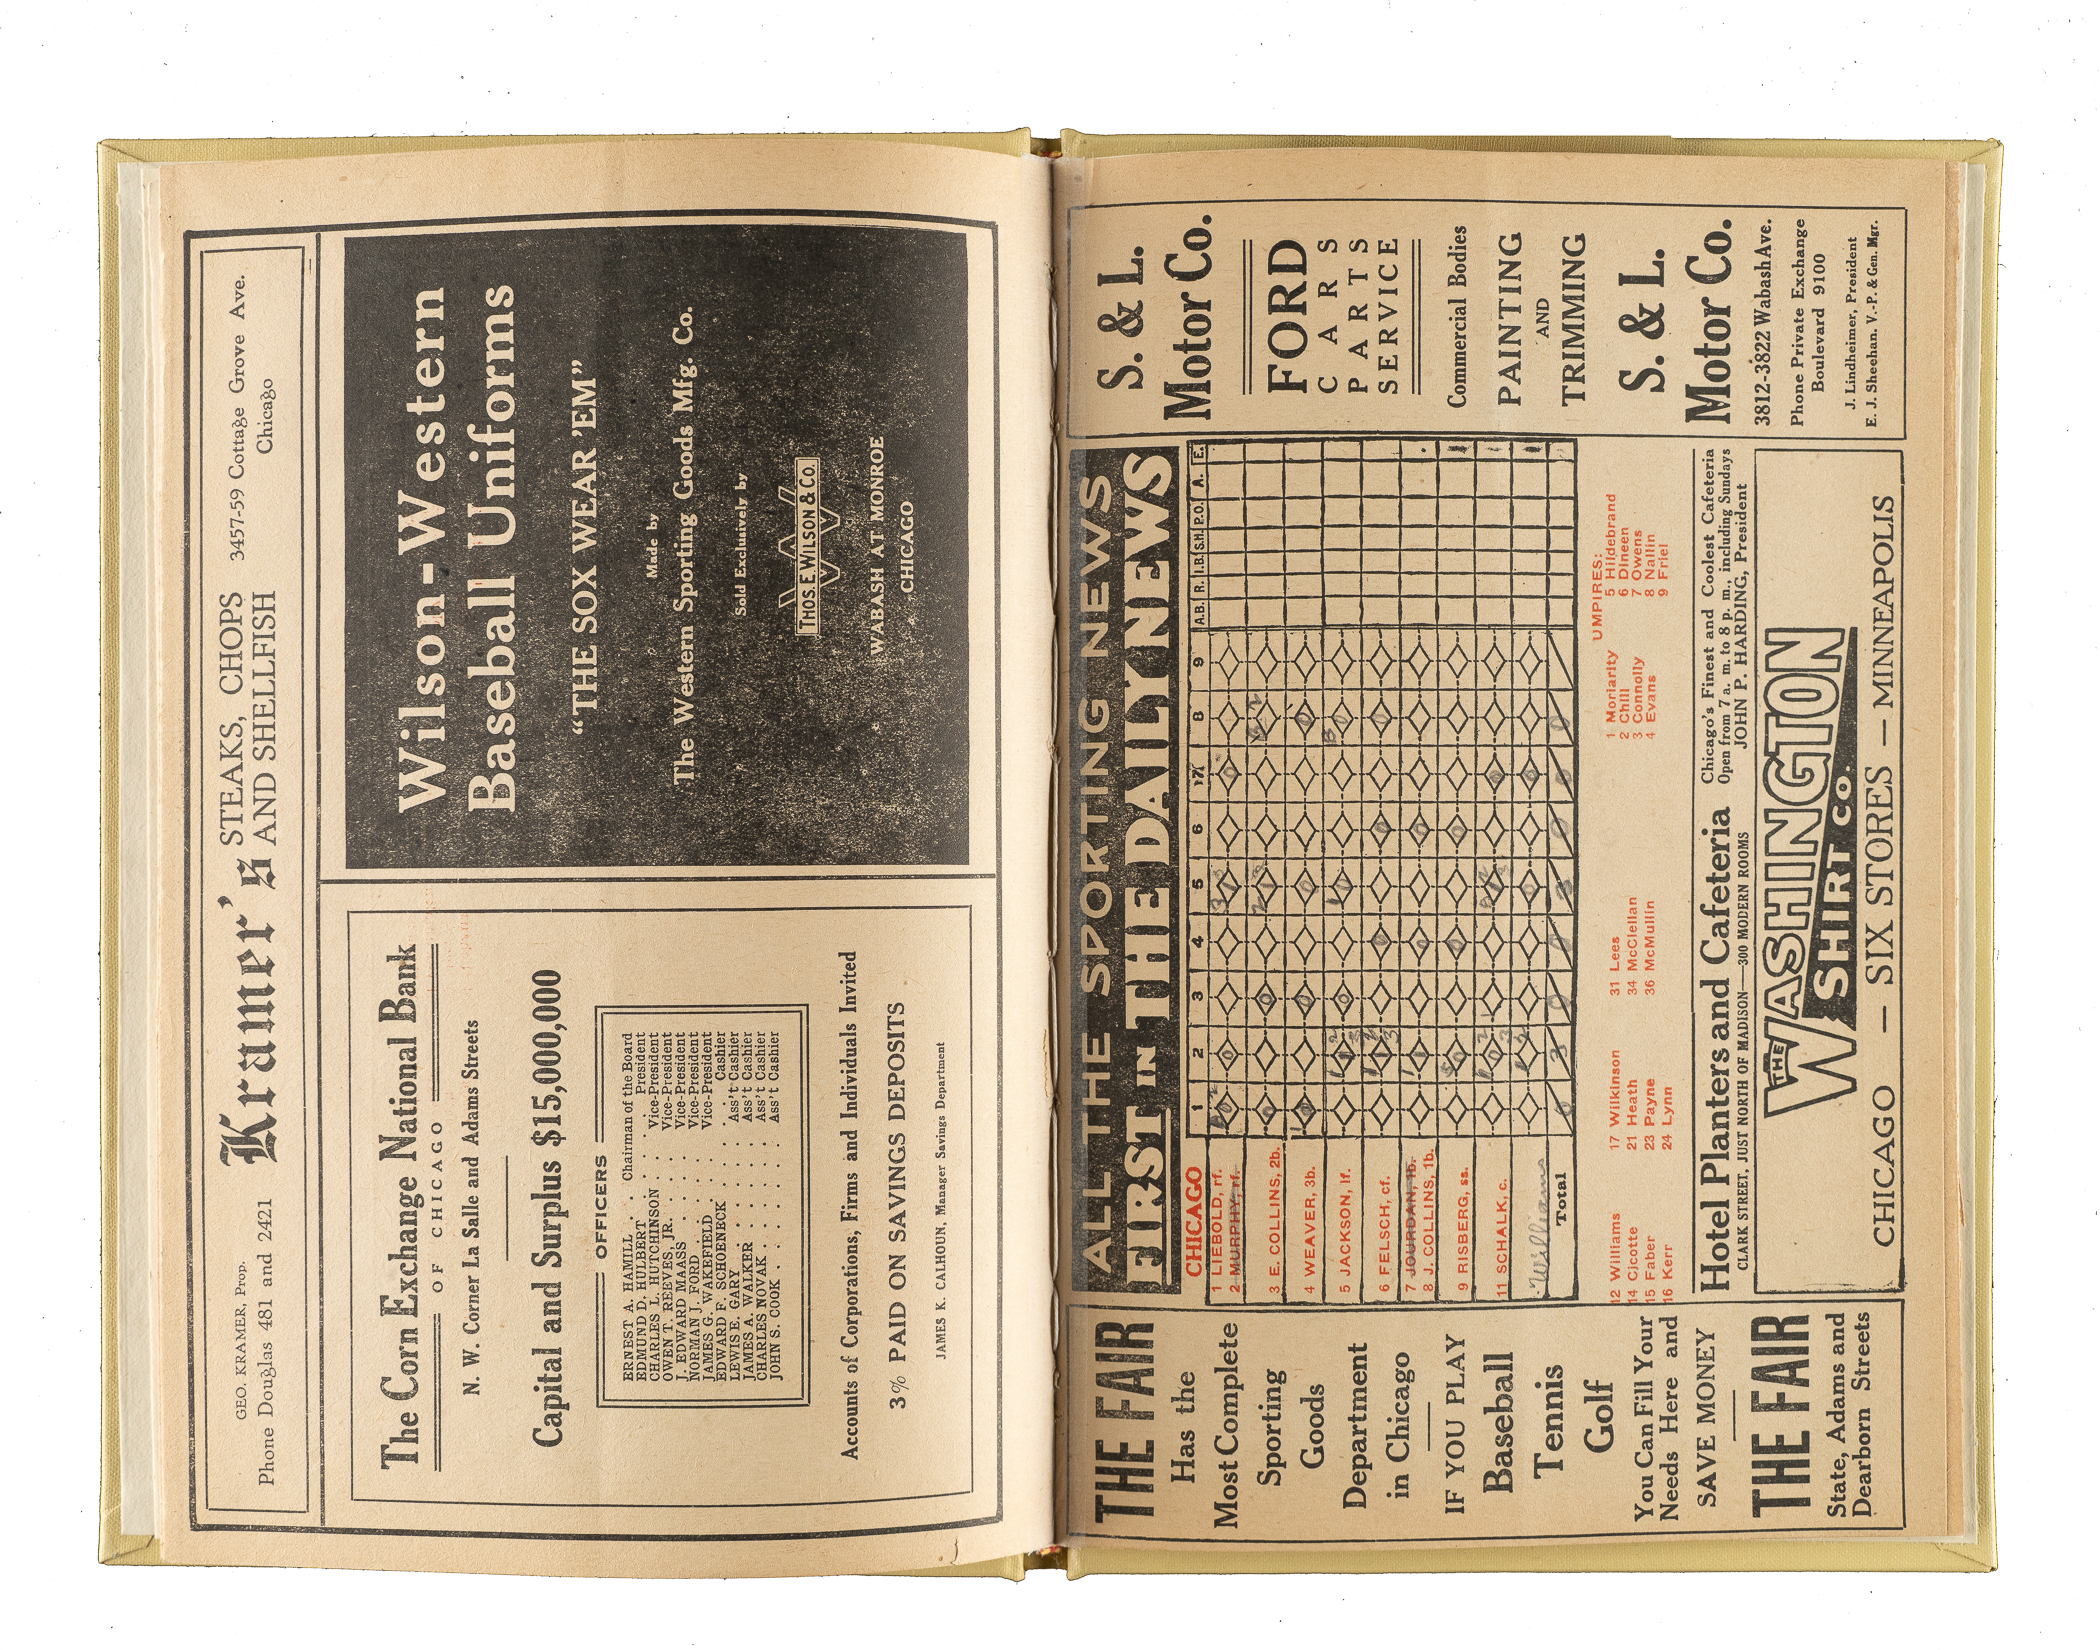 Kramer's
GEO. KRAMER, Prop.
Phone Douglas 481 and 2421
STEAKS, CHOPS
AND SHELLFISH
3457-59 Cottage Grove Ave.
Chicago
The Corn Exchange National Bank
OF CHICAGO
N. W. Corner La Salle and Adams Streets
Capital and Surplus $15,000,000
OFFICERS
ERNEST A. HAMILL . . Chairman of the Board
EDMUND D. HULBERT . . . . . President
CHARLES L. HUTCHINSON . . Vice-President
OWEN T. REEVES, JR. . . . Vice-President
J. EDWARD MAASS . . . . Vice-President
NORMAN J. FORD . . . . . Vice-President
JAMES G. WAKEFIELD . . . Vice-President
EDWARD F. SCHOENECK . . . . Cashier
LEWIS E. GARY . . . . . Ass't Cashier
JAMES A. WALKER . . . . Ass't Cashier
CHARLES NOVAK . . . . . Ass't Cashier
JOHN S. COOK . . . . . Ass't Cashier
Accounts of Corporations, Firms and Individuals Invited
3% PAID ON SAVINGS DEPOSITS
JAMES K. CALHOUN, Manager Savings Department
Wilson-Western
Baseball Uniforms
"THE SOX WEAR 'EM"
Made by
The Western Sporting Goods Mfg. Co.
Sold Exclusively by
THOS. E. WILSON & CO.
WABASH AT MONROE
CHICAGO
THE FAIR
Has the
Most Complete
Sporting
Goods
Department
in Chicago
IF YOU PLAY
Baseball
Tennis
Golf
You Can Fill Your
Needs Here and
SAVE MONEY
THE FAIR
State, Adams and
Dearborn Streets
ALL THE SPORTING NEWS
FIRST IN THE DAILY NEWS
CHICAGO 1 2 3 4 5 6 7 8 9 A.B. R. I.B. S.H. P.O. A. E.
1 LIEBOLD, rf.
2 MURPHY, rf.
3 E. COLLINS, 2b.
4 WEAVER, 3b.
5 JACKSON, lf.
6 FELSCH, cf.
7 JOURDAN, 1b.
8 J. COLLINS, 1b.
9 RISBERG, ss.
11 SCHALK, c.
Williams
Total 0 3 0 0 3 0 0 0
12 Williams 17 Wilkinson 31 Lees
14 Cicotte 21 Heath 34 McClellan
15 Faber 23 Payne 36 McMullin
16 Kerr 24 Lynn
UMPIRES:
1 Moriarity 5 Hildebrand
2 Chill 6 Dineen
3 Connolly 7 Owens
4 Evans 8 Nallin
9 Friel
Hotel Planters and Cafeteria
CLARK STREET, JUST NORTH OF MADISON—300 MODERN ROOMS
Chicago's Finest and Coolest Cafeteria
Open from 7 a. m. to 8 p. m., including Sundays
JOHN P. HARDING, President
THE WASHINGTON
SHIRT CO.
CHICAGO — SIX STORES — MINNEAPOLIS
S. & L.
Motor Co.
FORD
CARS
PARTS
SERVICE
Commercial Bodies
PAINTING
AND
TRIMMING
S. & L.
Motor Co.
3812-3822 Wabash Ave.
Phone Private Exchange
Boulevard 9100
J. Lindheimer, President
E. J. Sheehan. V.-P. & Gen. Mgr.